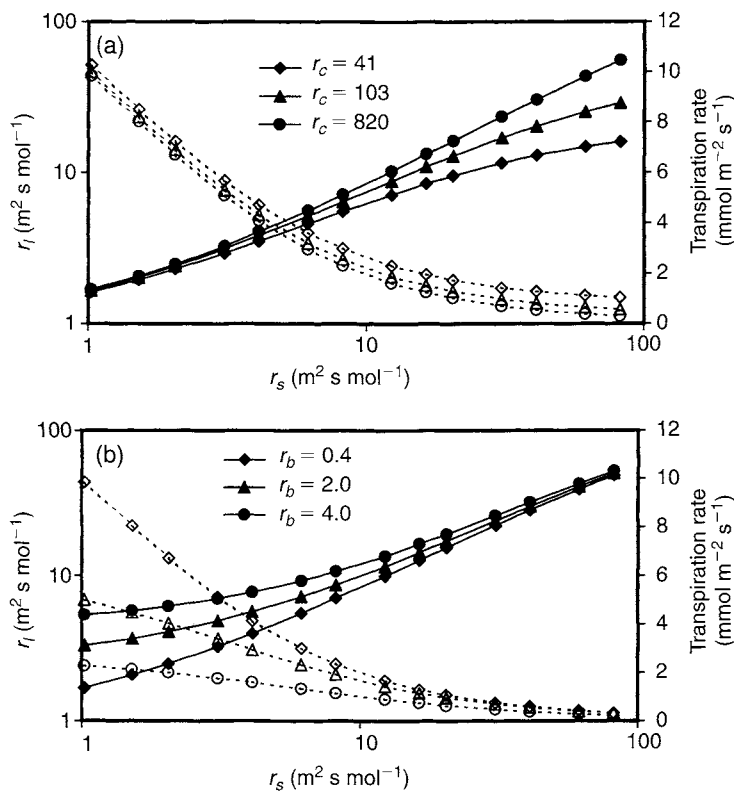 (a)
r_c = 41
r_c = 103
r_c = 820
100
10
1
r_l (m² s mol⁻¹)
12
10
8
6
4
2
0
Transpiration rate
(mmol m⁻² s⁻¹)
1
10
100
r_s (m² s mol⁻¹)
(b)
r_b = 0.4
r_b = 2.0
r_b = 4.0
100
10
1
r_l (m² s mol⁻¹)
12
10
8
6
4
2
0
Transpiration rate
(mmol m⁻² s⁻¹)
1
10
100
r_s (m² s mol⁻¹)